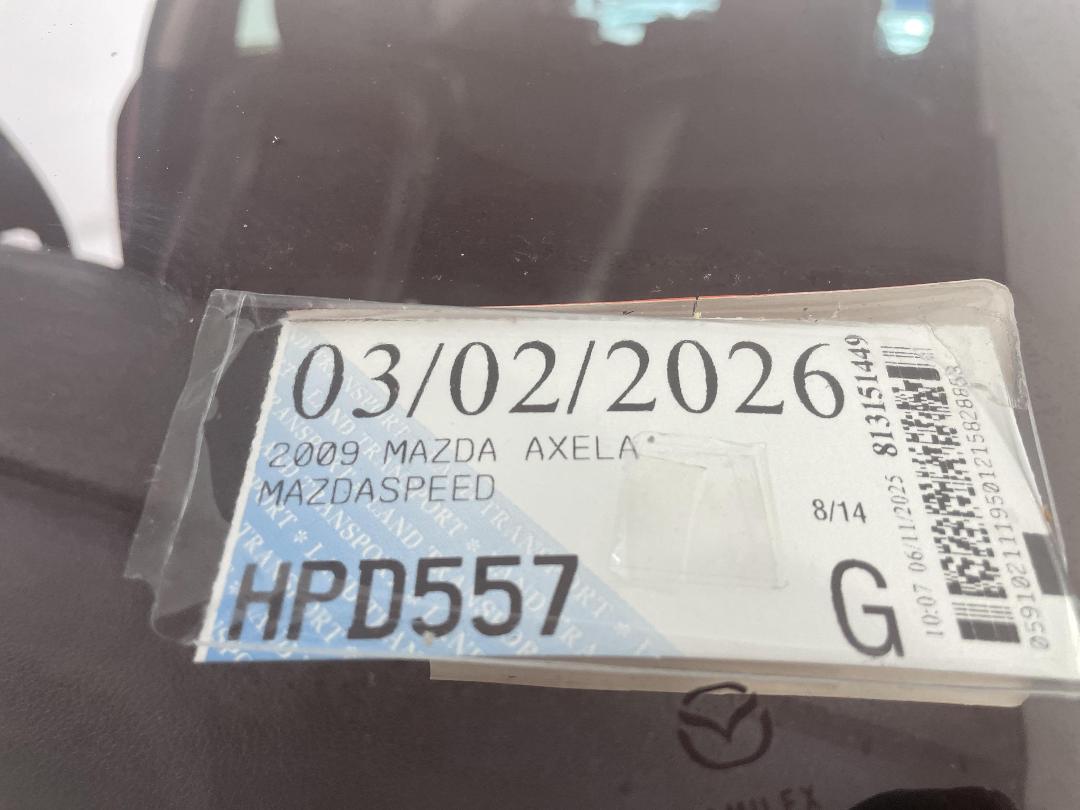 03/02/2026
2009 MAZDA AXELA
MAZDASPEED
8/14
HPD557
G
813151449
10:07 06/11/2025